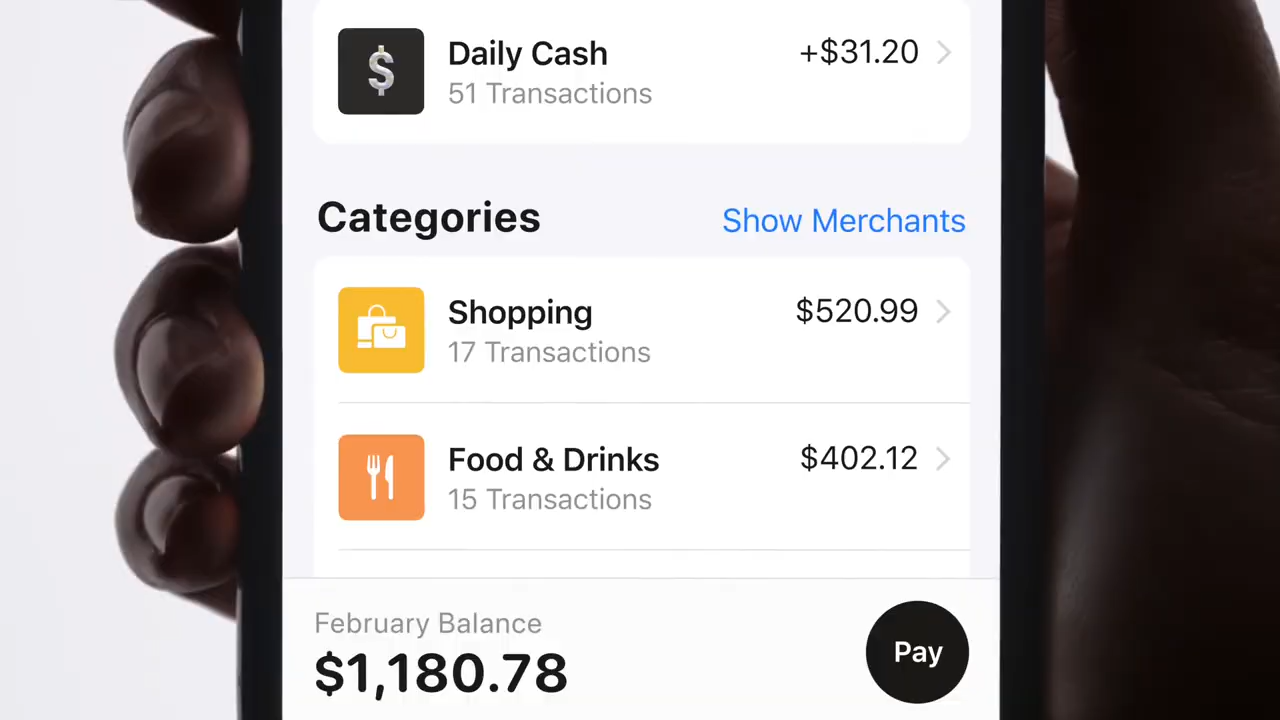 $
Daily Cash
+$31.20
51 Transactions
Categories
Show Merchants
Shopping
$520.99
17 Transactions
Food & Drinks
$402.12
15 Transactions
February Balance
$1,180.78
Pay